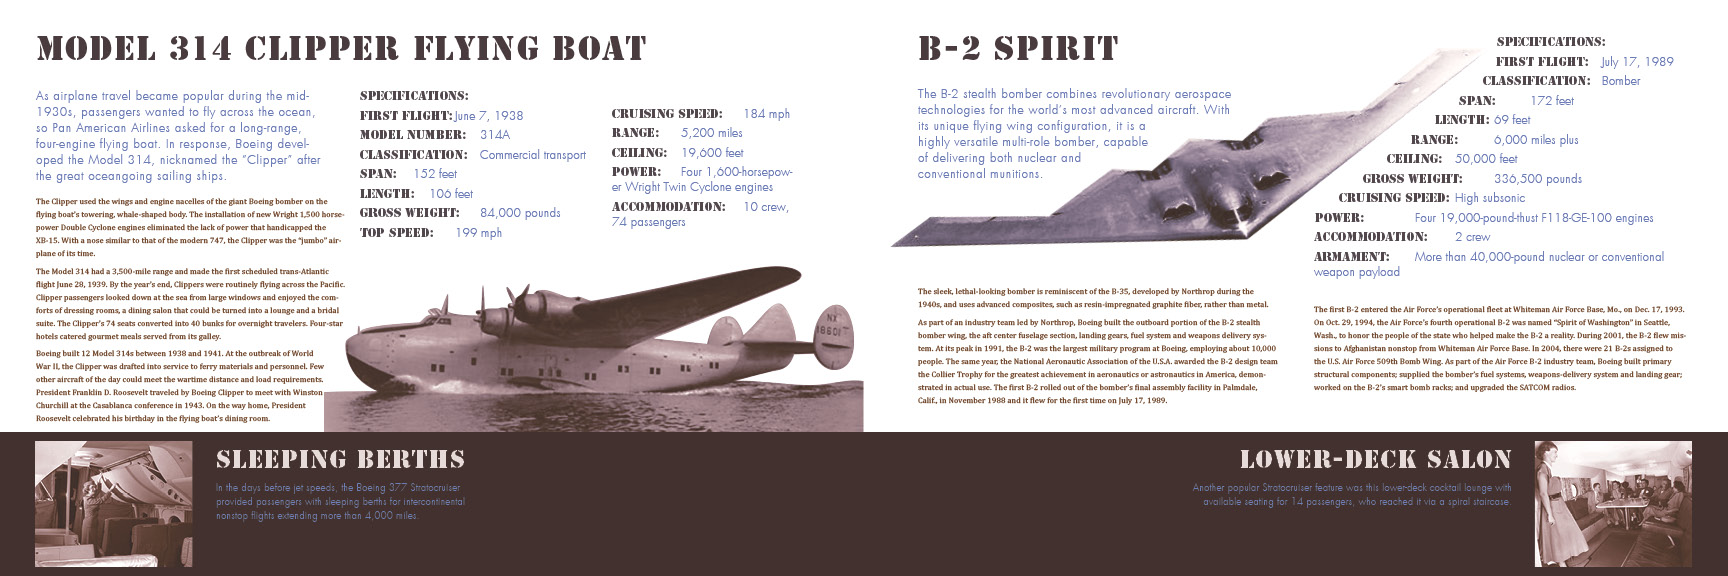 MODEL 314 CLIPPER FLYING BOAT
As airplane travel became popular during the mid-
1930s, passengers wanted to fly across the ocean,
so Pan American Airlines asked for a long-range,
four-engine flying boat. In response, Boeing devel-
oped the Model 314, nicknamed the "Clipper" after
the great oceangoing sailing ships.
The Clipper used the wings and engine nacelles of the giant Boeing bomber on the
flying boat's towering, whale-shaped body. The installation of new Wright 1,500 horse-
power Double Cyclone engines eliminated the lack of power that handicapped the
XB-15. With a nose similar to that of the modern 747, the Clipper was the "jumbo" air-
plane of its time.
The Model 314 had a 3,500-mile range and made the first scheduled trans-Atlantic
flight June 28, 1939. By the year's end, Clippers were routinely flying across the Pacific.
Clipper passengers looked down at the sea from large windows and enjoyed the com-
forts of dressing rooms, a dining salon that could be turned into a lounge and a bridal
suite. The Clipper's 74 seats converted into 40 bunks for overnight travelers. Four-star
hotels catered gourmet meals served from its galley.
Boeing built 12 Model 314s between 1938 and 1941. At the outbreak of World
War II, the Clipper was drafted into service to ferry materials and personnel. Few
other aircraft of the day could meet the wartime distance and load requirements.
President Franklin D. Roosevelt traveled by Boeing Clipper to meet with Winston
Churchill at the Casablanca conference in 1943. On the way home, President
Roosevelt celebrated his birthday in the flying boat's dining room.
SPECIFICATIONS:
FIRST FLIGHT: June 7, 1938
MODEL NUMBER: 314A
CLASSIFICATION: Commercial transport
SPAN: 152 feet
LENGTH: 106 feet
GROSS WEIGHT: 84,000 pounds
TOP SPEED: 199 mph
CRUISING SPEED: 184 mph
RANGE: 5,200 miles
CEILING: 19,600 feet
POWER: Four 1,600-horsepow-
er Wright Twin Cyclone engines
ACCOMMODATION: 10 crew,
74 passengers
NX
18601
B-2 SPIRIT
The B-2 stealth bomber combines revolutionary aerospace
technologies for the world's most advanced aircraft. With
its unique flying wing configuration, it is a
highly versatile multi-role bomber, capable
of delivering both nuclear and
conventional munitions.
The sleek, lethal-looking bomber is reminiscent of the B-35, developed by Northrop during the
1940s, and uses advanced composites, such as resin-impregnated graphite fiber, rather than metal.
As part of an industry team led by Northrop, Boeing built the outboard portion of the B-2 stealth
bomber wing, the aft center fuselage section, landing gears, fuel system and weapons delivery sys-
tem. At its peak in 1991, the B-2 was the largest military program at Boeing, employing about 10,000
people. The same year, the National Aeronautic Association of the U.S.A. awarded the B-2 design team
the Collier Trophy for the greatest achievement in aeronautics or astronautics in America, demon-
strated in actual use. The first B-2 rolled out of the bomber's final assembly facility in Palmdale,
Calif., in November 1988 and it flew for the first time on July 17, 1989.
SPECIFICATIONS:
FIRST FLIGHT: July 17, 1989
CLASSIFICATION: Bomber
SPAN: 172 feet
LENGTH: 69 feet
RANGE: 6,000 miles plus
CEILING: 50,000 feet
GROSS WEIGHT: 336,500 pounds
CRUISING SPEED: High subsonic
POWER: Four 19,000-pound-thust F118-GE-100 engines
ACCOMMODATION: 2 crew
ARMAMENT: More than 40,000-pound nuclear or conventional
weapon payload
The first B-2 entered the Air Force's operational fleet at Whiteman Air Force Base, Mo., on Dec. 17, 1993.
On Oct. 29, 1994, the Air Force's fourth operational B-2 was named "Spirit of Washington" in Seattle,
Wash., to honor the people of the state who helped make the B-2 a reality. During 2001, the B-2 flew mis-
sions to Afghanistan nonstop from Whiteman Air Force Base. In 2004, there were 21 B-2s assigned to
the U.S. Air Force 509th Bomb Wing. As part of the Air Force B-2 industry team, Boeing built primary
structural components; supplied the bomber's fuel systems, weapons-delivery system and landing gear;
worked on the B-2's smart bomb racks; and upgraded the SATCOM radios.
SLEEPING BERTHS
In the days before jet speeds, the Boeing 377 Stratocruiser
provided passengers with sleeping berths for intercontinental
nonstop flights extending more than 4,000 miles.
LOWER-DECK SALON
Another popular Stratocruiser feature was this lower-deck cocktail lounge with
available seating for 14 passengers, who reached it via a spiral staircase.